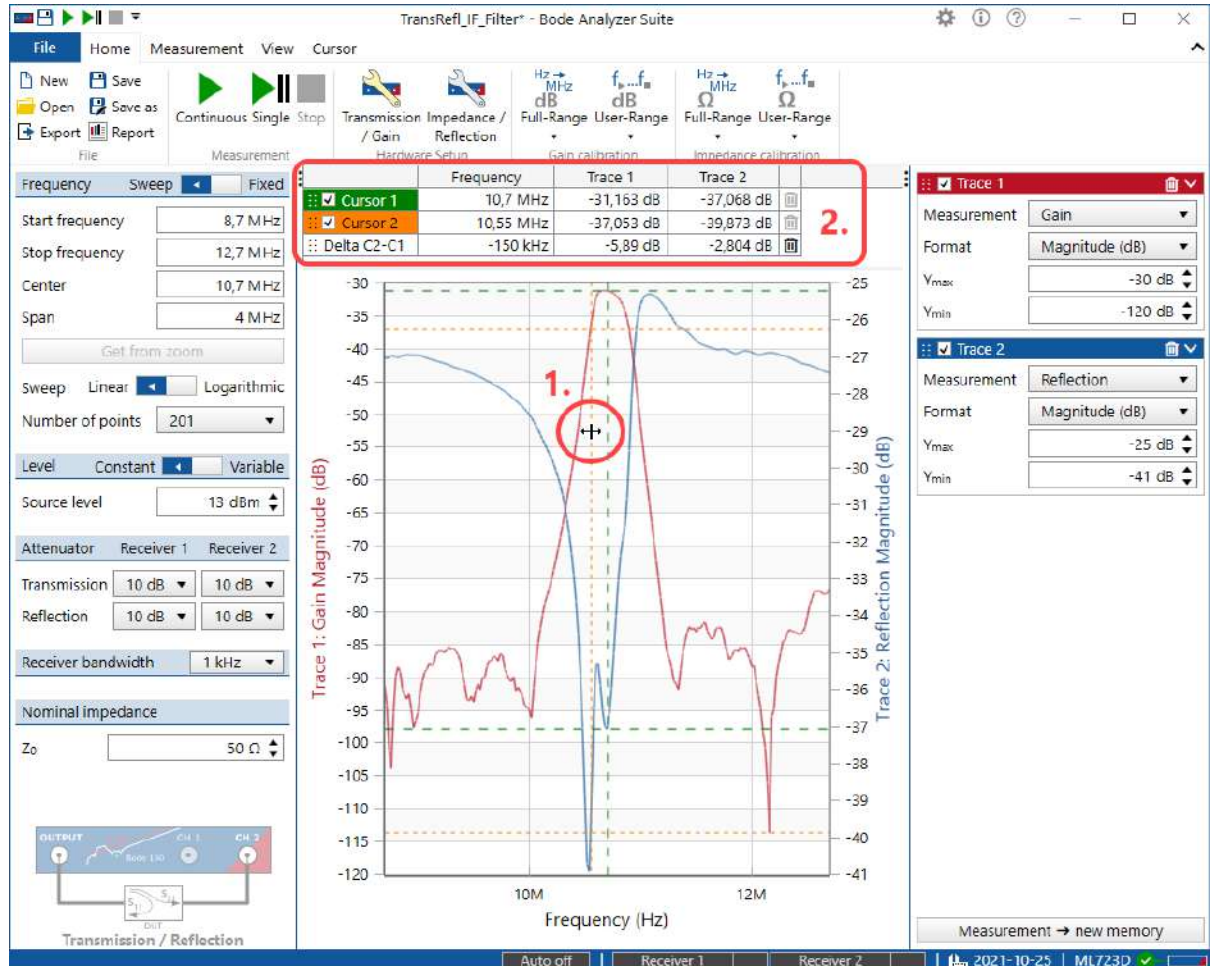 TransRefl_IF_Filter* - Bode Analyzer Suite
File Home Measurement View Cursor
New Save
Open Save as
Export Report
File
Continuous Single Stop
Measurement
Transmission / Gain
Impedance / Reflection
Hardware Setup
Hz → MHz dB f...f dB
Full-Range User-Range
Gain calibration
Hz → MHz Ω f...f Ω
Full-Range User-Range
Impedance calibration
Frequency Sweep Fixed
Start frequency 8,7 MHz
Stop frequency 12,7 MHz
Center 10,7 MHz
Span 4 MHz
Get from zoom
Sweep Linear Logarithmic
Number of points 201
Level Constant Variable
Source level 13 dBm
Attenuator Receiver 1 Receiver 2
Transmission 10 dB 10 dB
Reflection 10 dB 10 dB
Receiver bandwidth 1 kHz
Nominal impedance
Z0 50 Ω
OUTPUT CH 1 CH 2
Bode 100
S11 S21
DUT
Transmission / Reflection
Frequency Trace 1 Trace 2
Cursor 1 10,7 MHz -31,163 dB -37,068 dB
Cursor 2 10,55 MHz -37,053 dB -39,873 dB
Delta C2-C1 -150 kHz -5,89 dB -2,804 dB
2.
1.
Trace 1: Gain Magnitude (dB)
-30
-35
-40
-45
-50
-55
-60
-65
-70
-75
-80
-85
-90
-95
-100
-105
-110
-115
-120
-25
-26
-27
-28
-29
-30
-31
-32
-33
-34
-35
-36
-37
-38
-39
-40
-41
Trace 2: Reflection Magnitude (dB)
10M 12M
Frequency (Hz)
Trace 1
Measurement Gain
Format Magnitude (dB)
Ymax -30 dB
Ymin -120 dB
Trace 2
Measurement Reflection
Format Magnitude (dB)
Ymax -25 dB
Ymin -41 dB
Measurement → new memory
Auto off Receiver 1 Receiver 2 2021-10-25 ML723D